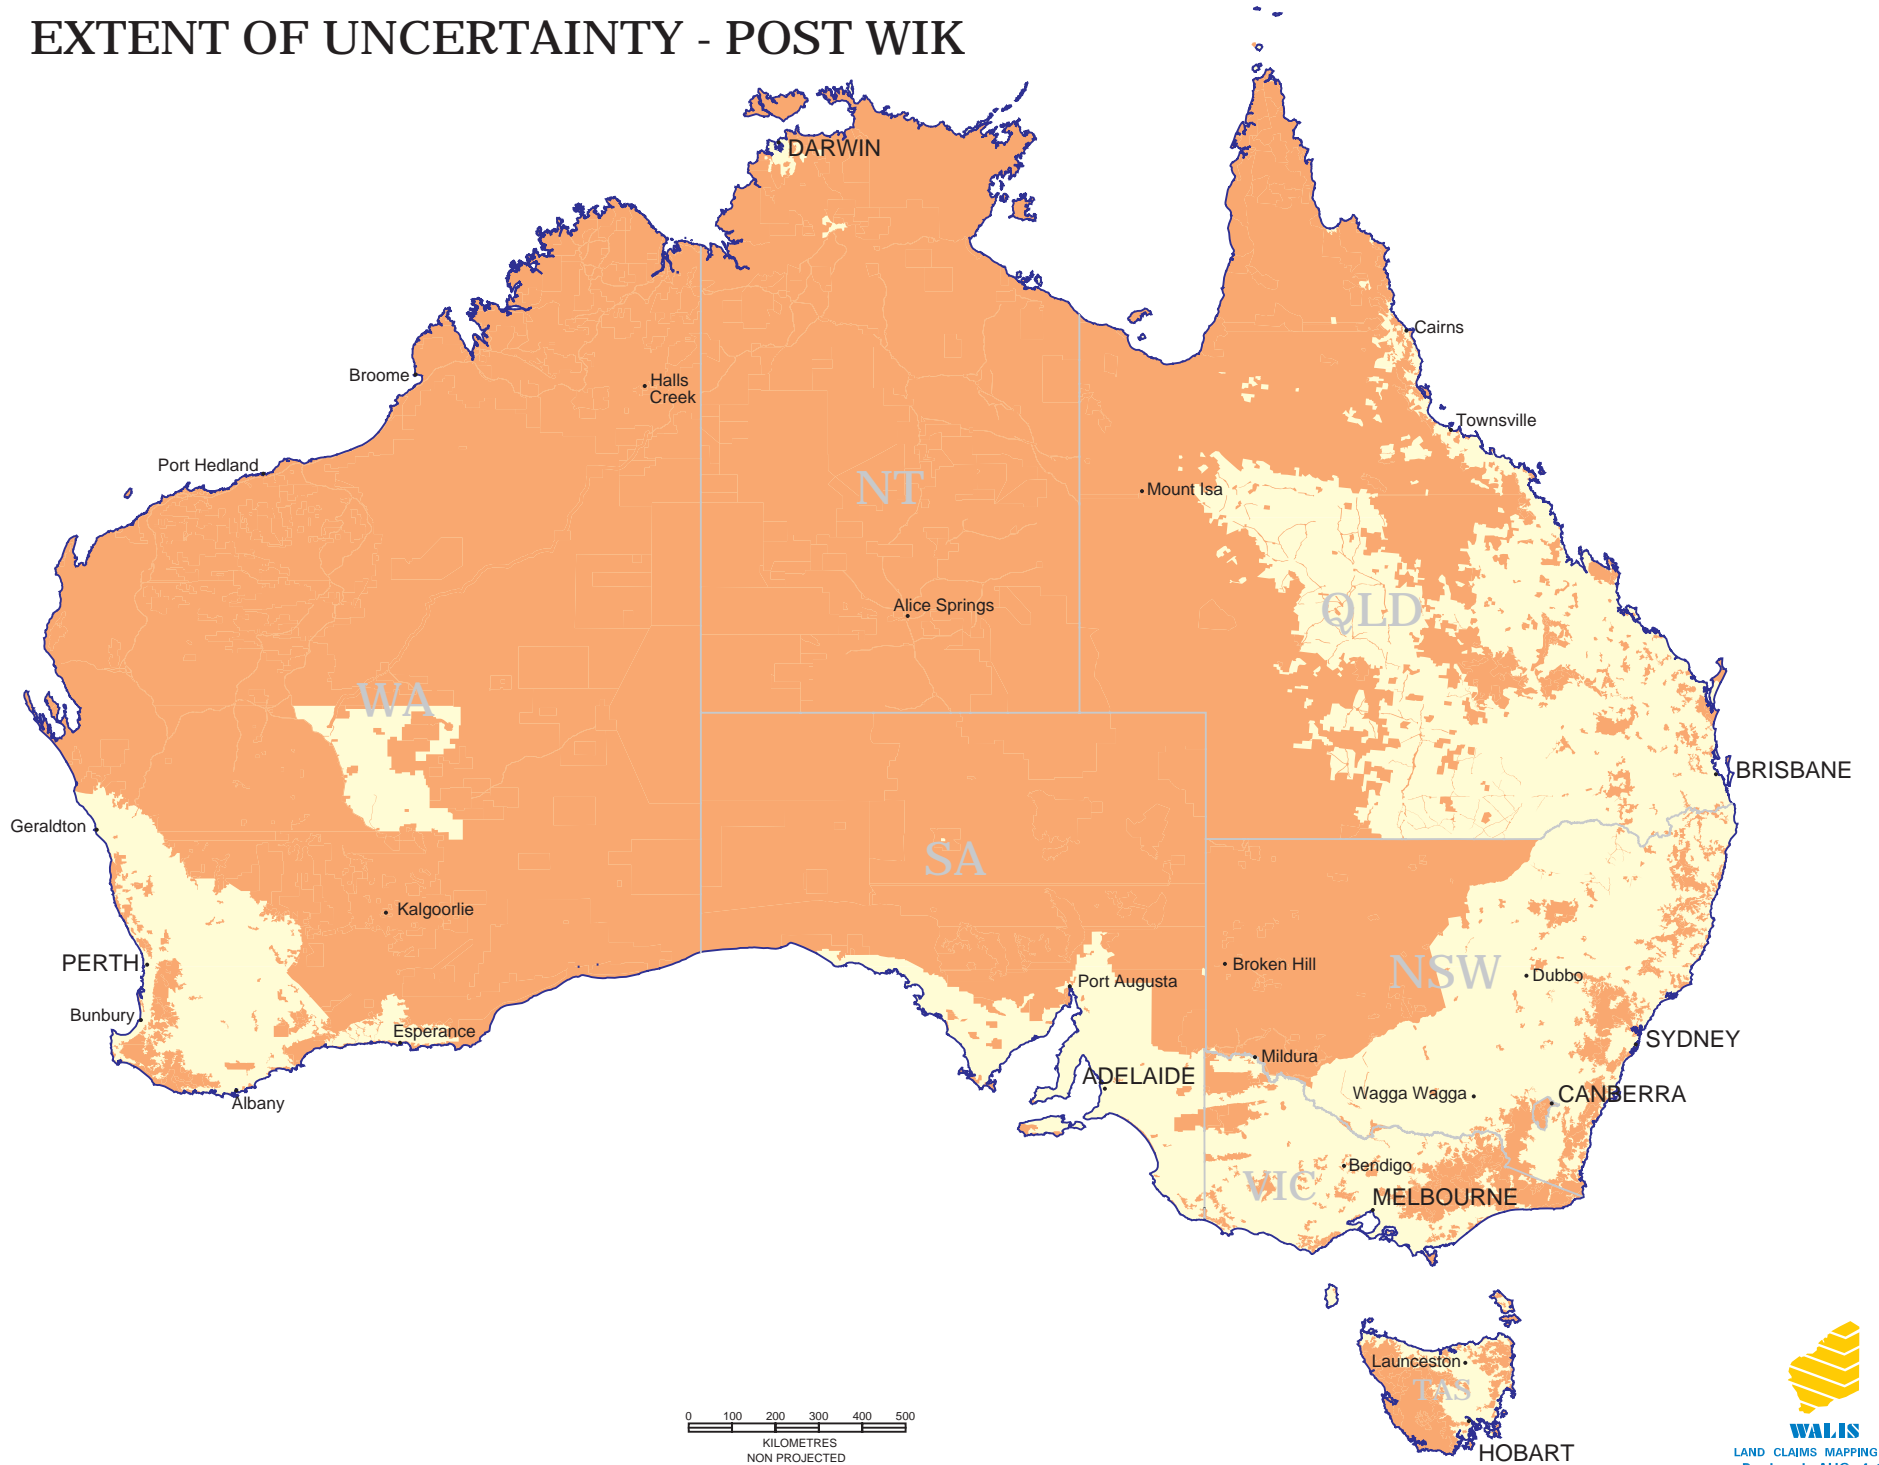 EXTENT OF UNCERTAINTY - POST WIK
DARWIN
Cairns
Broome
Halls
Creek
Townsville
Port Hedland
NT
Mount Isa
Alice Springs
QLD
WA
BRISBANE
Geraldton
SA
Kalgoorlie
PERTH
Broken Hill
NSW
Dubbo
Port Augusta
Bunbury
Esperance
SYDNEY
Mildura
ADELAIDE
Wagga Wagga
CANBERRA
Albany
Bendigo
VIC
MELBOURNE
Launceston
TAS
0 100 200 300 400 500
KILOMETRES
NON PROJECTED
HOBART
WALIS
LAND CLAIMS MAPPING